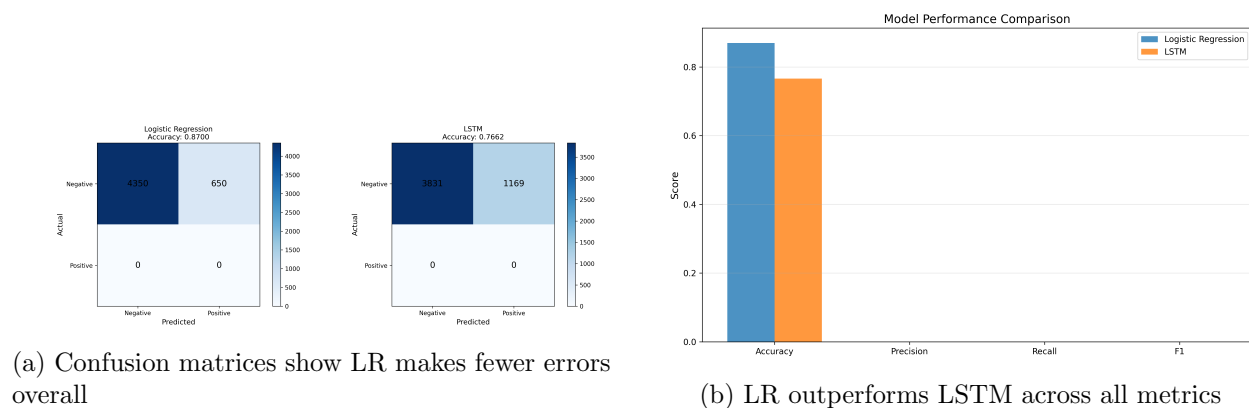 Logistic Regression
Accuracy: 0.8700
Negative
Positive
Actual
4350
650
0
0
Negative
Positive
Predicted
4000
3500
3000
2500
2000
1500
1000
500
0
LSTM
Accuracy: 0.7662
Negative
Positive
Actual
3831
1169
0
0
Negative
Positive
Predicted
3500
3000
2500
2000
1500
1000
500
0
(a) Confusion matrices show LR makes fewer errors
overall
Model Performance Comparison
Logistic Regression
LSTM
Score
0.8
0.6
0.4
0.2
0.0
Accuracy
Precision
Recall
F1
(b) LR outperforms LSTM across all metrics